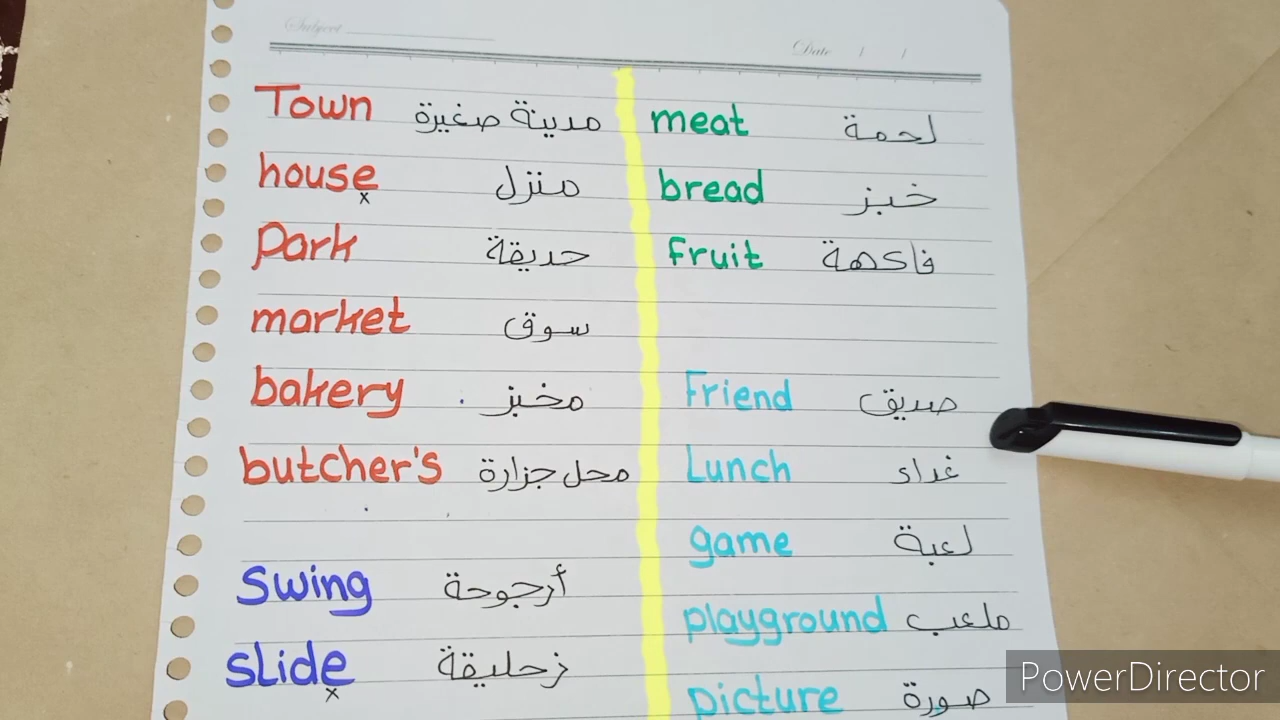 Subject
Date / /
Town مدينة صغيرة
house منزل
x
park حديقة
market سوق
bakery مخبز
butcher's محل جزارة
swing أرجوحة
slide زحليقة
x
meat لحمة
bread خبز
fruit فاكهة
Friend صديق
Lunch غداء
game لعبة
playground ملعب
picture صورة
PowerDirector